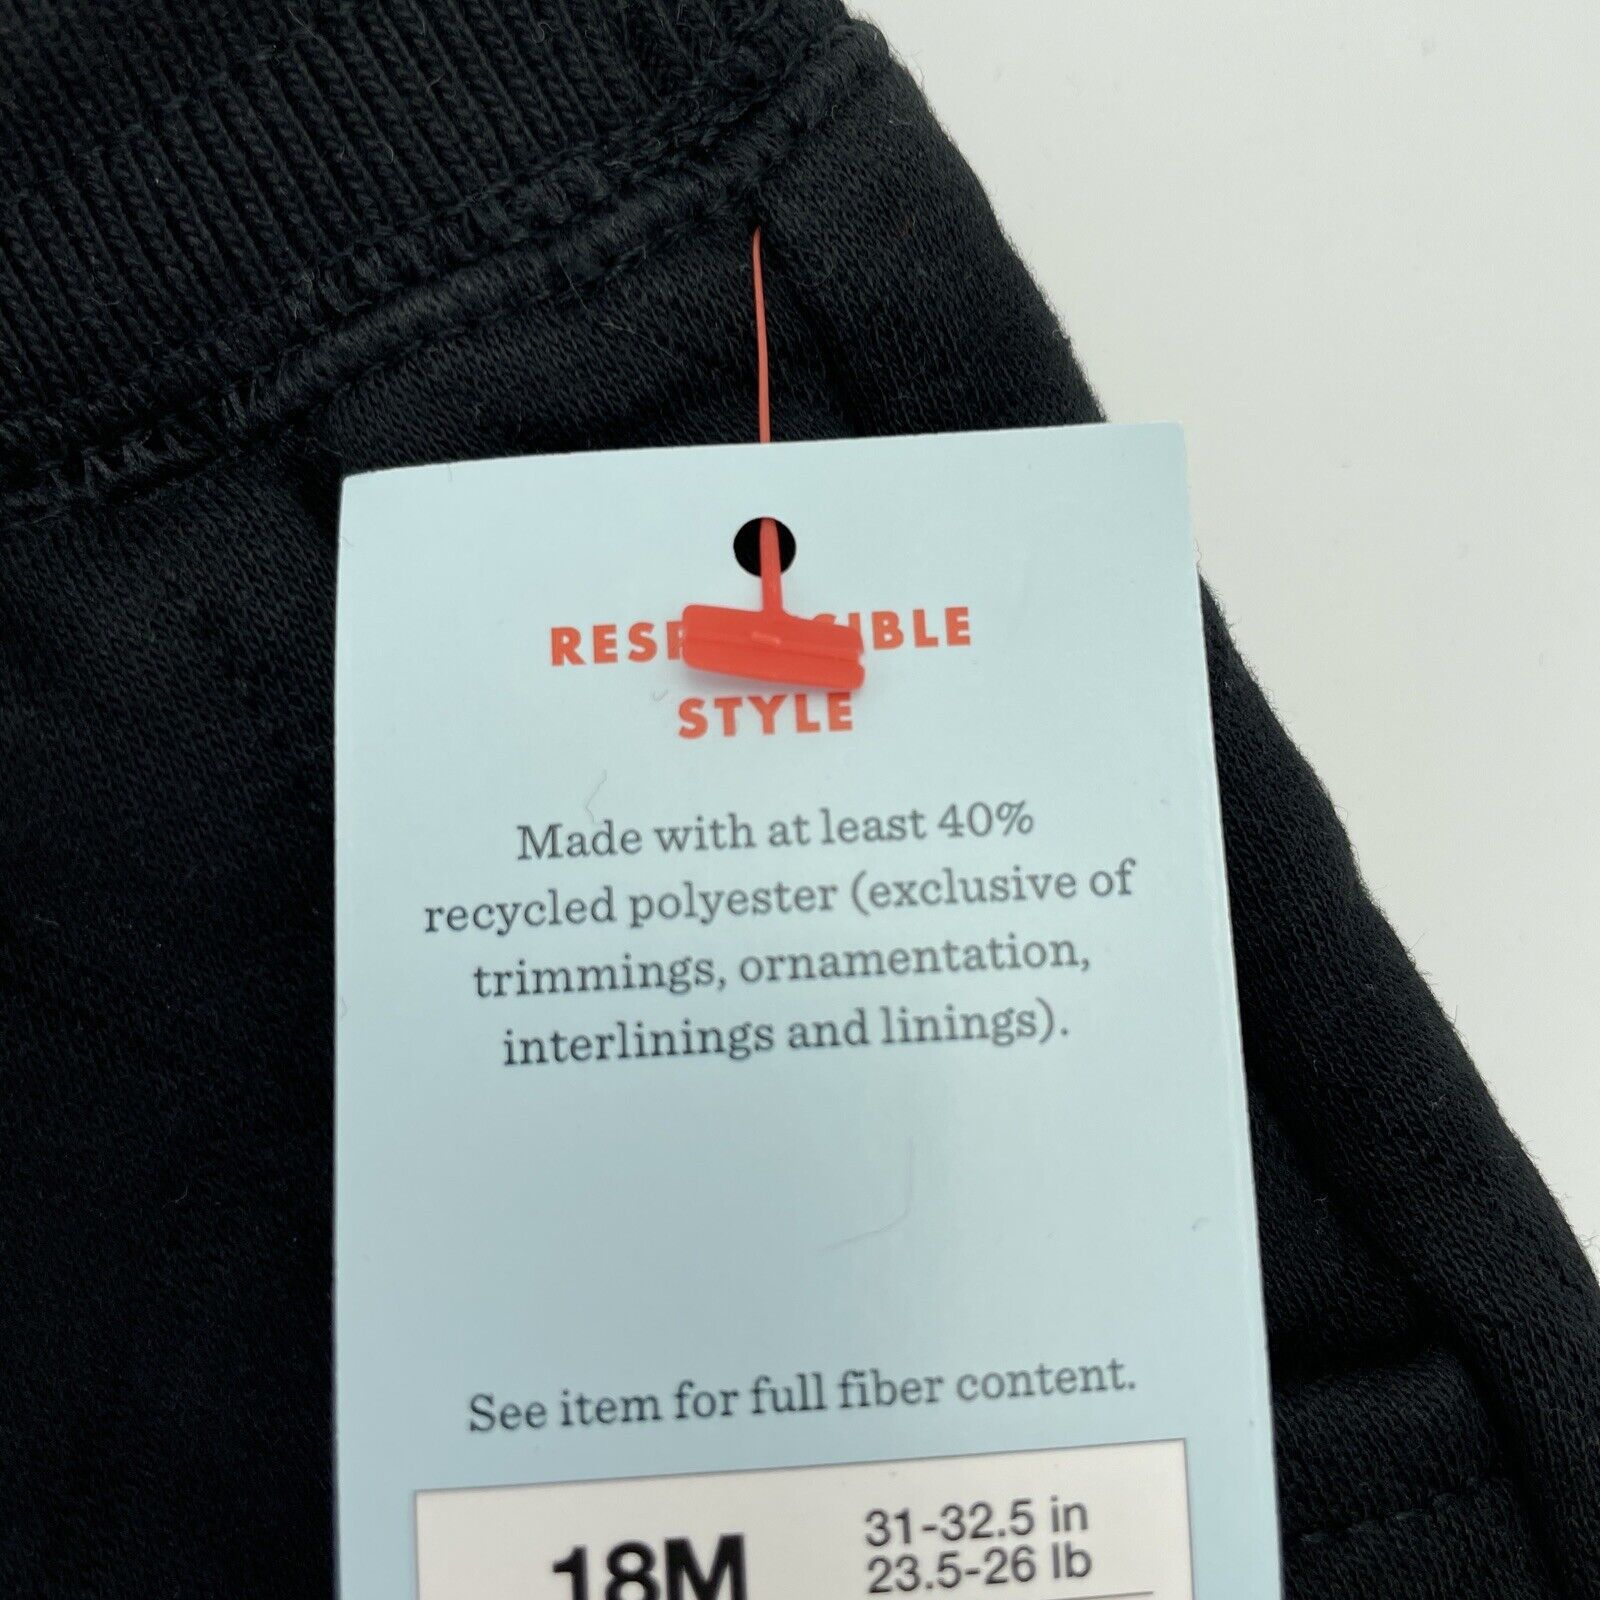 STYLE
Made with at least 40%
recycled polyester (exclusive of
trimmings, ornamentation,
interlinings and linings).
See item for full fiber content.
18M
31-32.5 in
23.5-26 lb